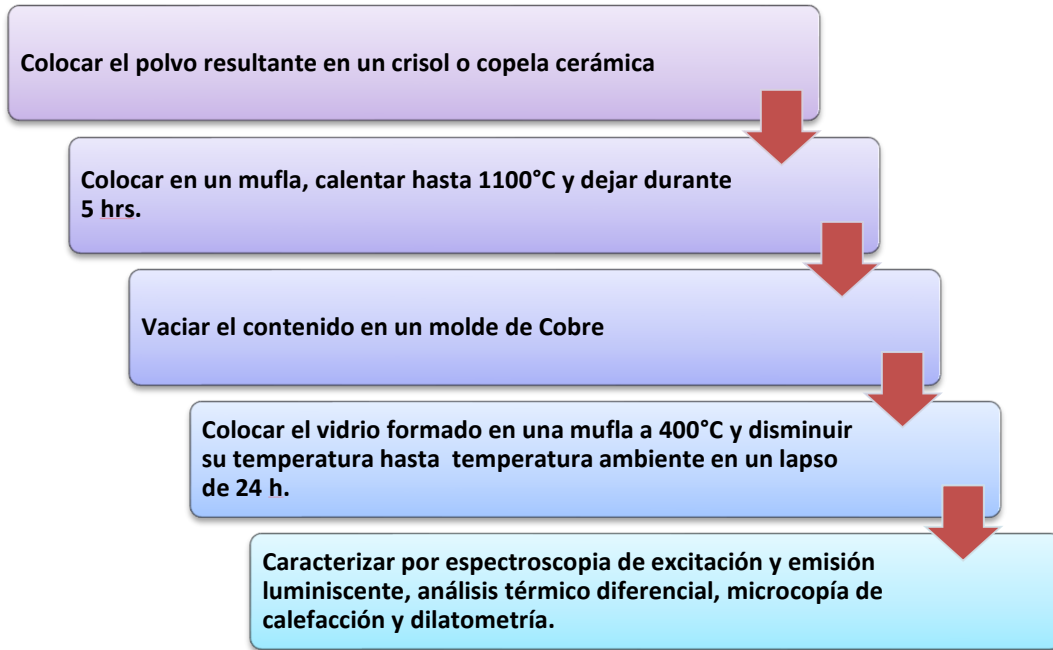 Colocar el polvo resultante en un crisol o copela cerámica
Colocar en un mufla, calentar hasta 1100°C y dejar durante
5 hrs.
Vaciar el contenido en un molde de Cobre
Colocar el vidrio formado en una mufla a 400°C y disminuir
su temperatura hasta  temperatura ambiente en un lapso
de 24 h.
Caracterizar por espectroscopia de excitación y emisión
luminiscente, análisis térmico diferencial, microcopía de
calefacción y dilatometría.